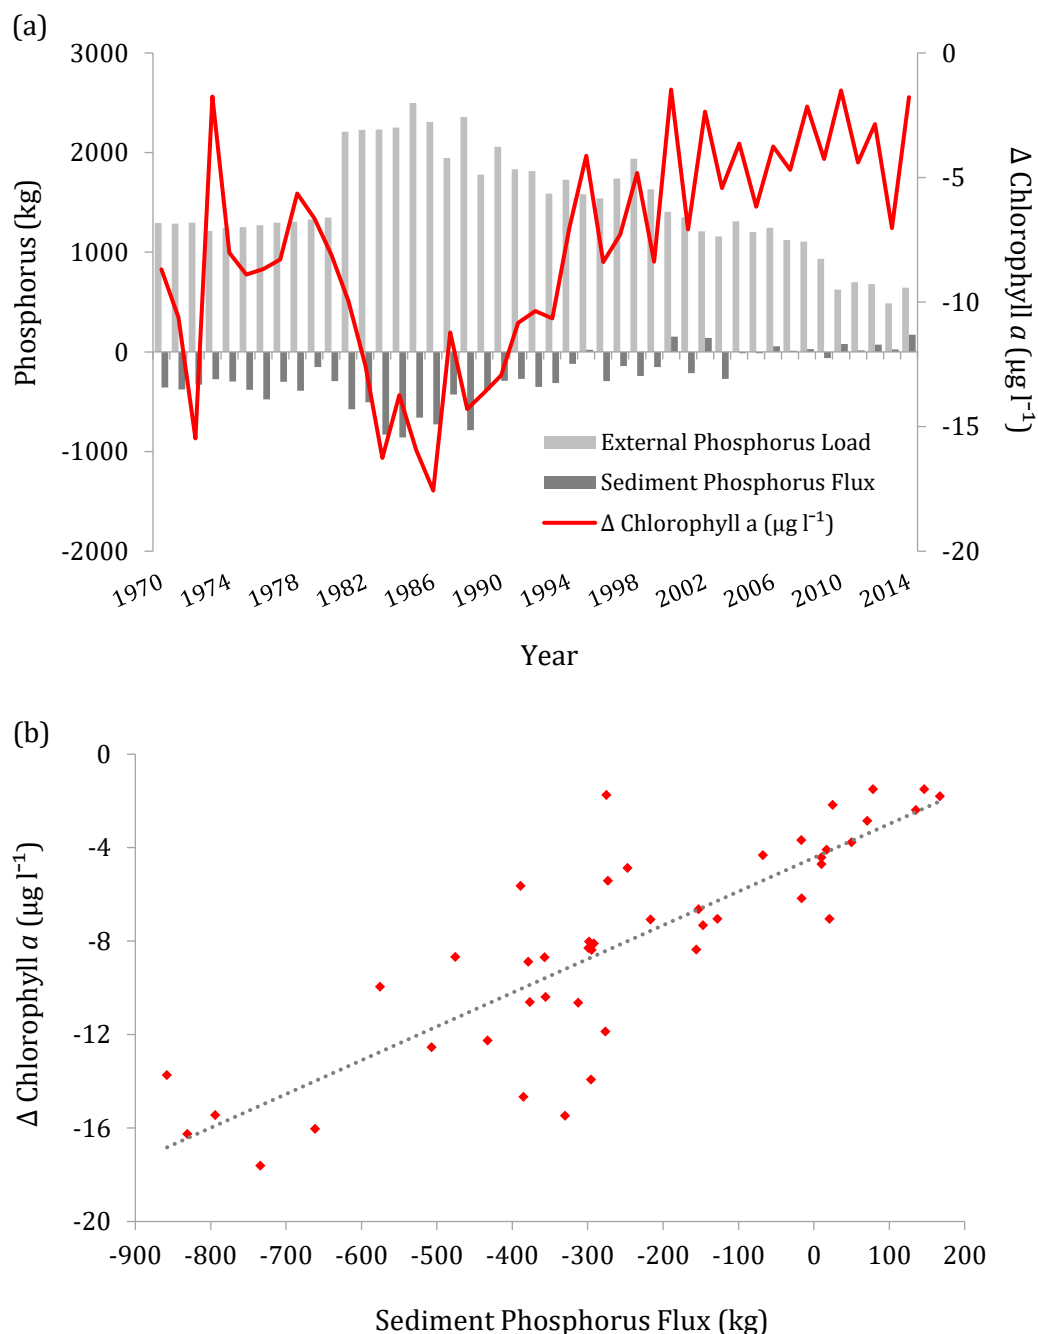 (a)
3000
2000
1000
0
-1000
-2000
Phosphorus (kg)
0
-5
-10
-15
-20
Δ Chlorophyll a (μg l⁻¹)
External Phosphorus Load
Sediment Phosphorus Flux
Δ Chlorophyll a (μg l⁻¹)
1970 1974 1978 1982 1986 1990 1994 1998 2002 2006 2010 2014
Year
(b)
0
-4
-8
-12
-16
-20
Δ Chlorophyll a (μg l⁻¹)
-900 -800 -700 -600 -500 -400 -300 -200 -100 0 100 200
Sediment Phosphorus Flux (kg)